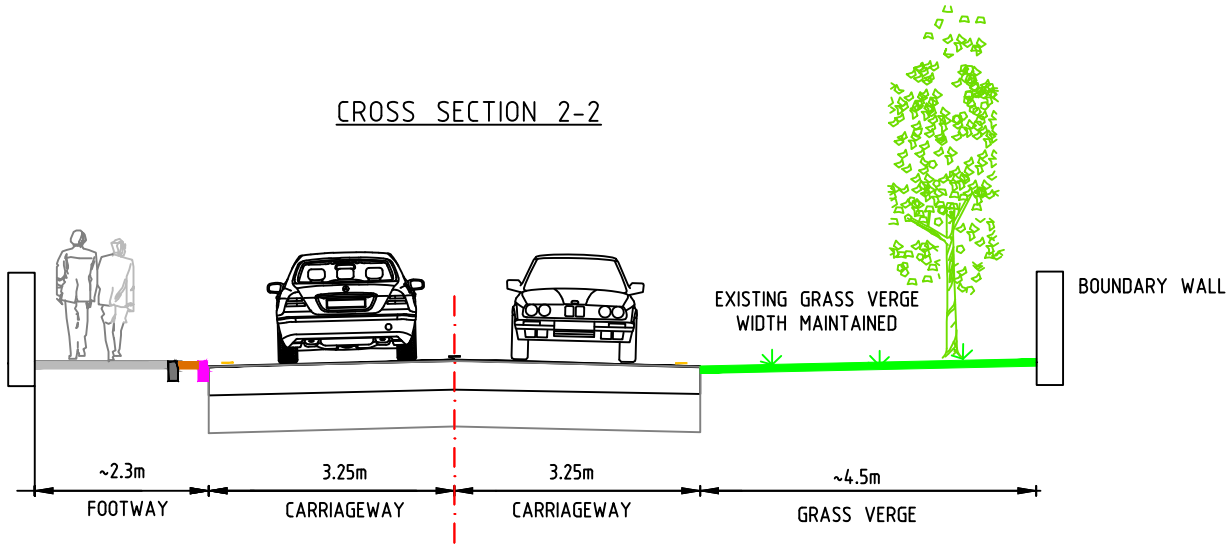 CROSS SECTION 2-2
EXISTING GRASS VERGE
WIDTH MAINTAINED
BOUNDARY WALL
~2.3m
3.25m
3.25m
~4.5m
FOOTWAY
CARRIAGEWAY
CARRIAGEWAY
GRASS VERGE